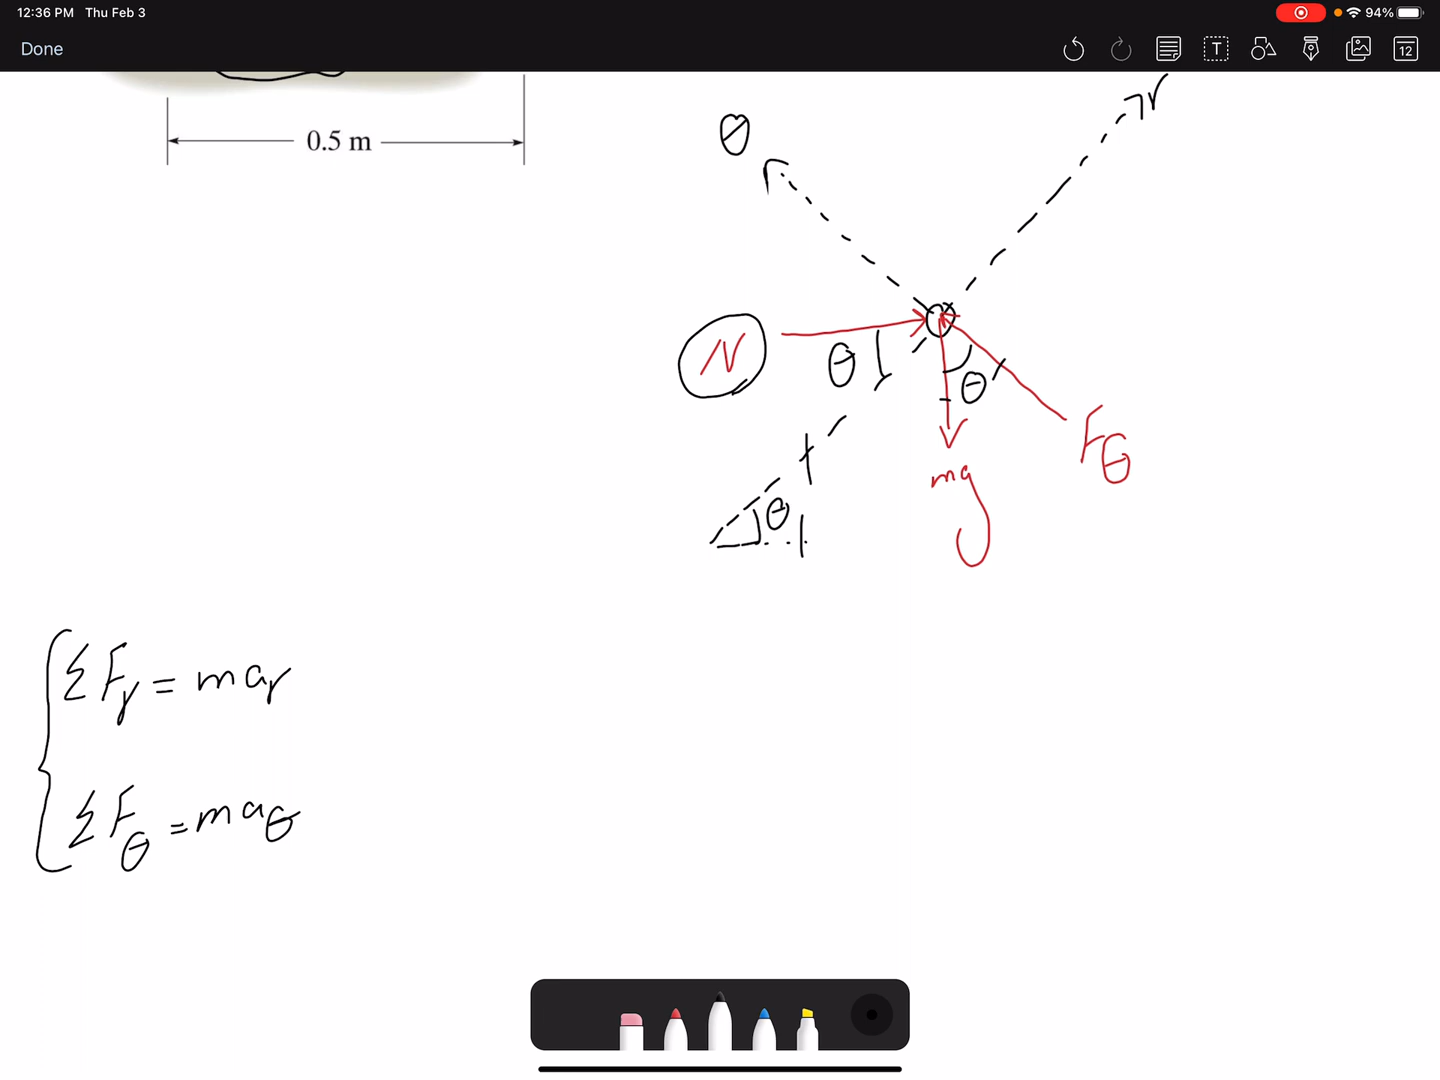 12:36 PM Thu Feb 3
94%
Done
T
12
0.5 m
θ
r
N
θ
θ
mg
Fθ
θ
ΣFr = mar
ΣFθ = maθ